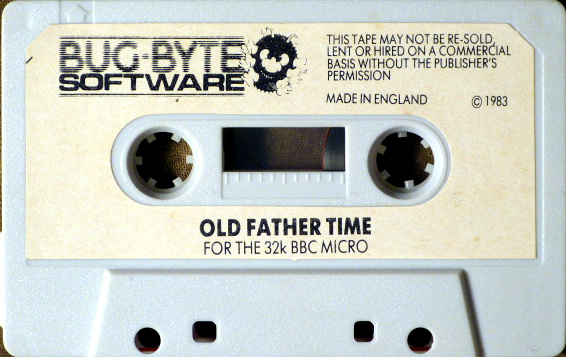 BUG-BYTE
SOFTWARE
THIS TAPE MAY NOT BE RE-SOLD,
LENT OR HIRED ON A COMMERCIAL
BASIS WITHOUT THE PUBLISHER'S
PERMISSION
MADE IN ENGLAND © 1983
OLD FATHER TIME
FOR THE 32k BBC MICRO